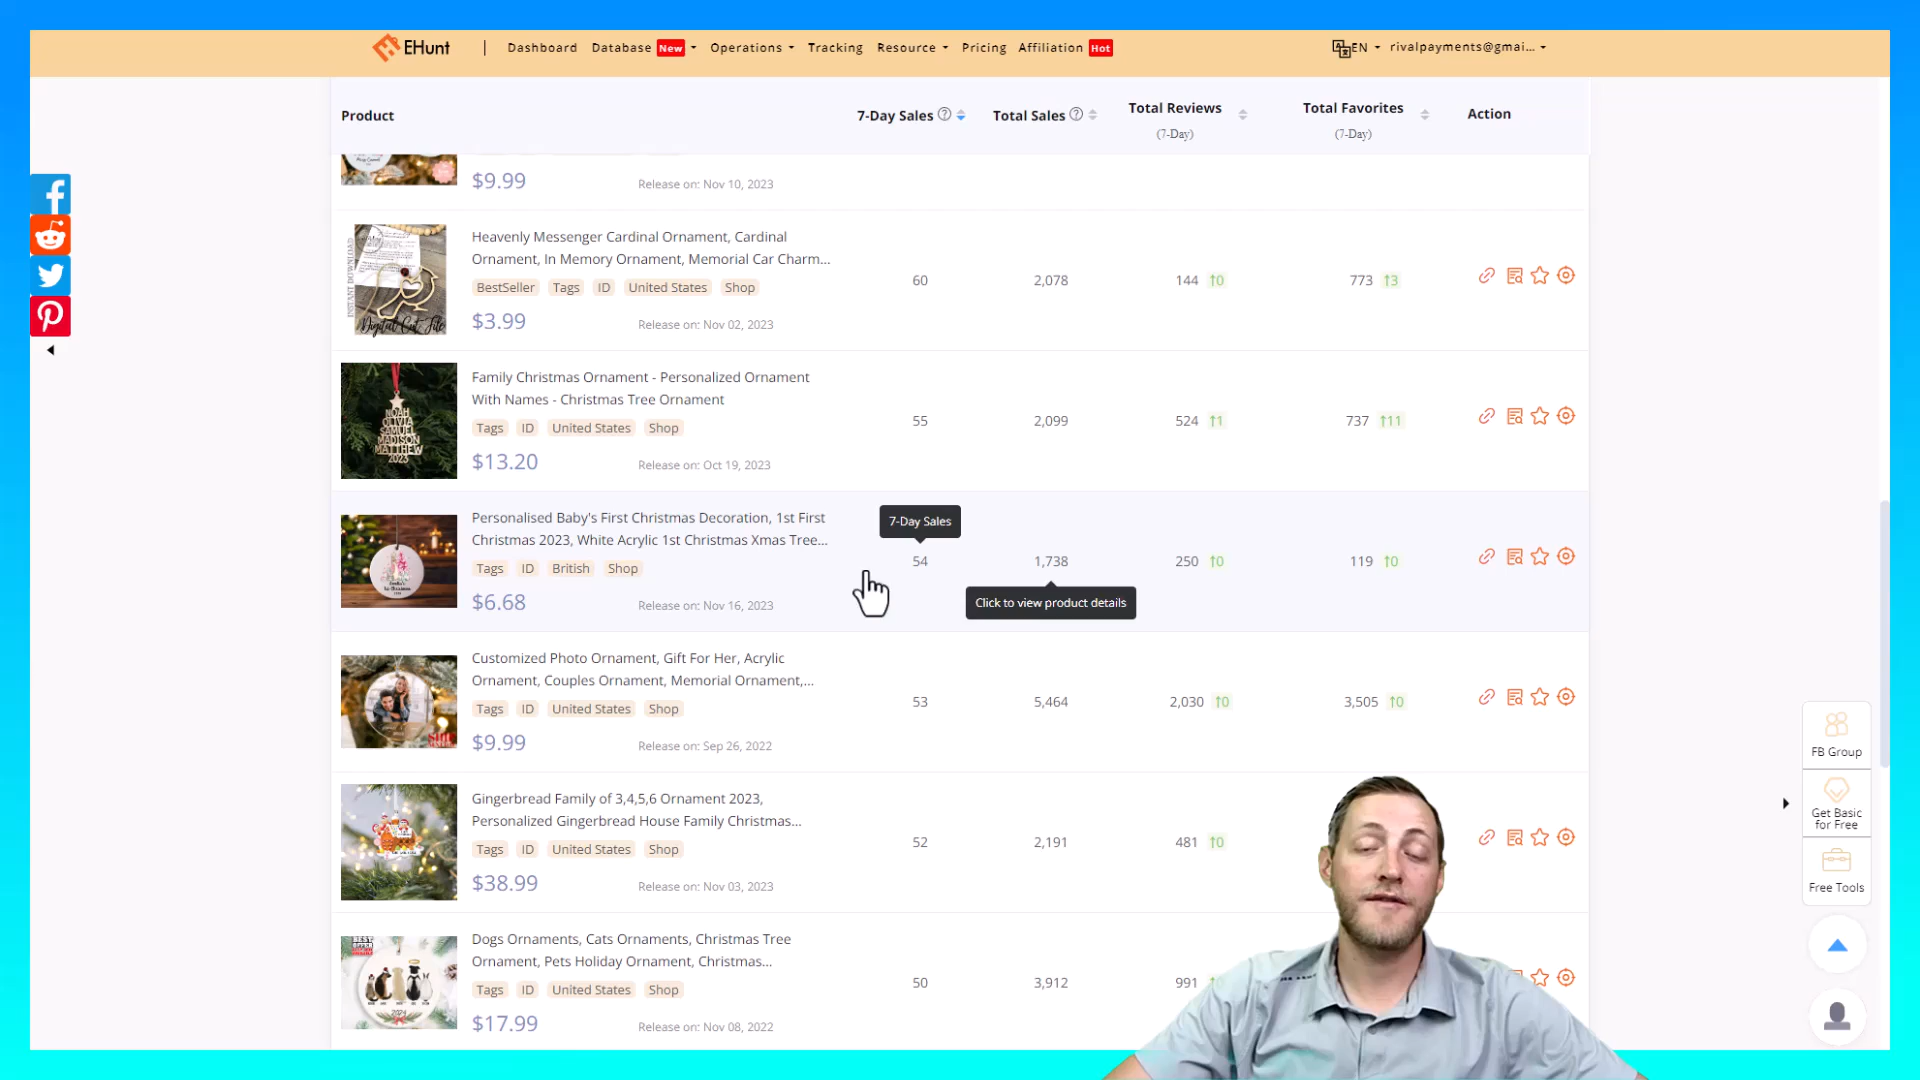 EHunt | Dashboard Database New Operations Tracking Resource Pricing Affiliation Hot EN rivalpayments@gmai...
Product 7-Day Sales ? Total Sales ? Total Reviews (7-Day) Total Favorites (7-Day) Action
$9.99 Release on: Nov 10, 2023
Heavenly Messenger Cardinal Ornament, Cardinal
Ornament, In Memory Ornament, Memorial Car Charm...
BestSeller Tags ID United States Shop
$3.99 Release on: Nov 02, 2023
60 2,078 144 ↑0 773 ↑3
INSTANT DOWNLOAD
Digital Cut File
Family Christmas Ornament - Personalized Ornament
With Names - Christmas Tree Ornament
Tags ID United States Shop
$13.20 Release on: Oct 19, 2023
55 2,099 524 ↑1 737 ↑11
NOAH
OLIVIA
SAMUEL
MADISON
MATTHEW
2023
Personalised Baby's First Christmas Decoration, 1st First
Christmas 2023, White Acrylic 1st Christmas Xmas Tree...
Tags ID British Shop
$6.68 Release on: Nov 16, 2023
7-Day Sales
54 1,738 250 ↑0 119 ↑0
Click to view product details
Customized Photo Ornament, Gift For Her, Acrylic
Ornament, Couples Ornament, Memorial Ornament,...
Tags ID United States Shop
$9.99 Release on: Sep 26, 2022
53 5,464 2,030 ↑0 3,505 ↑0
Gingerbread Family of 3,4,5,6 Ornament 2023,
Personalized Gingerbread House Family Christmas...
Tags ID United States Shop
$38.99 Release on: Nov 03, 2023
52 2,191 481 ↑0
Dogs Ornaments, Cats Ornaments, Christmas Tree
Ornament, Pets Holiday Ornament, Christmas...
Tags ID United States Shop
$17.99 Release on: Nov 08, 2022
50 3,912 991
2024
FB Group
Get Basic
for Free
Free Tools